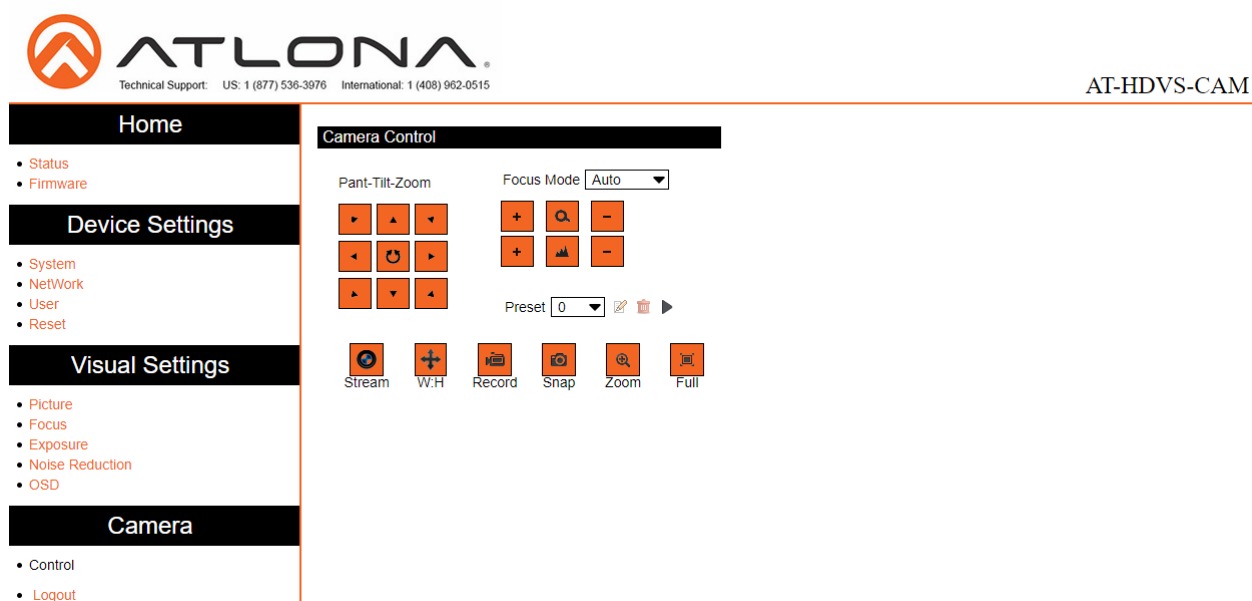 ATLONA®
Technical Support: US: 1 (877) 536-3976 International: 1 (408) 962-0515
AT-HDVS-CAM
Home
Status
Firmware
Device Settings
System
NetWork
User
Reset
Visual Settings
Picture
Focus
Exposure
Noise Reduction
OSD
Camera
Control
Logout
Camera Control
Pant-Tilt-Zoom
Focus Mode Auto
+ −
+ −
Preset 0
Stream W:H Record Snap Zoom Full